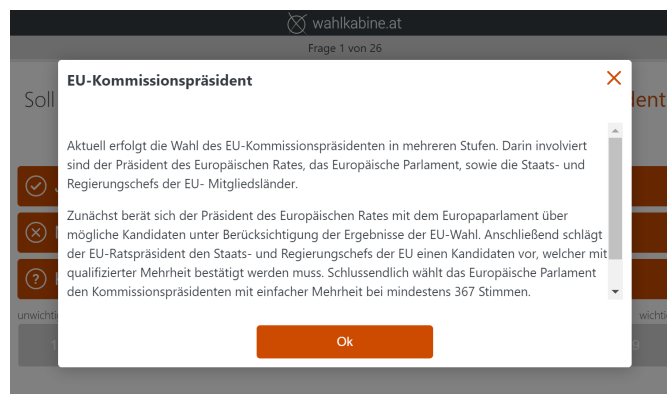 wahlkabine.at
Frage 1 von 26
EU-Kommissionspräsident
Soll
Aktuell erfolgt die Wahl des EU-Kommissionspräsidenten in mehreren Stufen. Darin involviert
sind der Präsident des Europäischen Rates, das Europäische Parlament, sowie die Staats- und
Regierungschefs der EU- Mitgliedsländer.
Zunächst berät sich der Präsident des Europäischen Rates mit dem Europaparlament über
mögliche Kandidaten unter Berücksichtigung der Ergebnisse der EU-Wahl. Anschließend schlägt
der EU-Ratspräsident den Staats- und Regierungschefs der EU einen Kandidaten vor, welcher mit
qualifizierter Mehrheit bestätigt werden muss. Schlussendlich wählt das Europäische Parlament
den Kommissionspräsidenten mit einfacher Mehrheit bei mindestens 367 Stimmen.
Ok